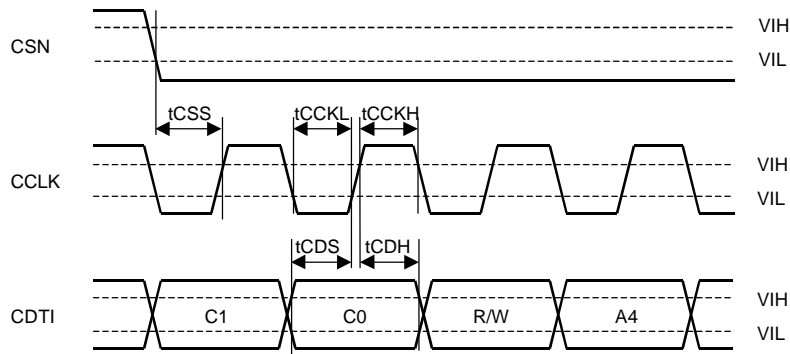 CSN
VIH
VIL
tCSS
tCCKL
tCCKH
CCLK
VIH
VIL
tCDS
tCDH
CDTI
C1
C0
R/W
A4
VIH
VIL